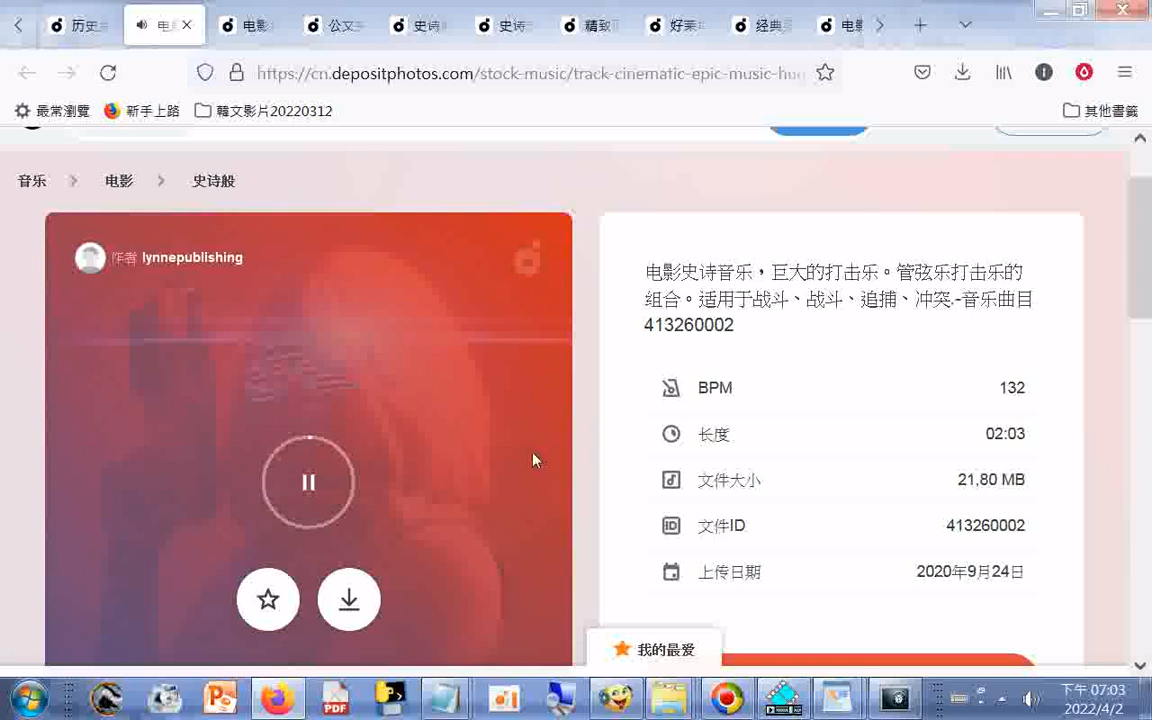 历史
电影
电影
公文
史诗
史诗
精致
好莱
经典
电影
https://cn.depositphotos.com/stock-music/track-cinematic-epic-music-hu
最常瀏覽
新手上路
韓文影片20220312
其他書籤
音乐
电影
史诗般
作者 lynnepublishing
电影史诗音乐，巨大的打击乐。管弦乐打击乐的
组合。适用于战斗、战斗、追捕、冲突.-音乐曲目
413260002
BPM 132
长度 02:03
文件大小 21,80 MB
文件ID 413260002
上传日期 2020年9月24日
我的最爱
下午 07:03
2022/4/2